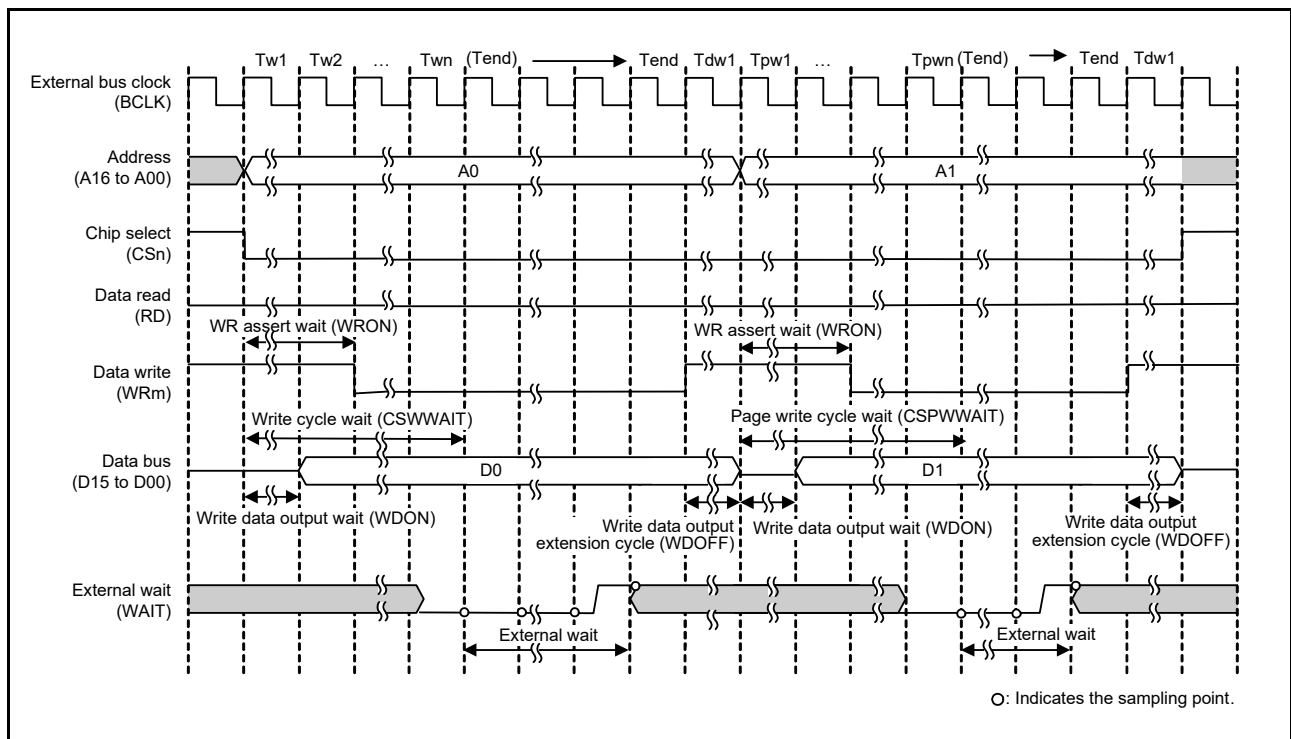 Tw1 Tw2 … Twn (Tend) Tend Tdw1 Tpw1 … Tpwn (Tend) Tend Tdw1
External bus clock
(BCLK)
Address
(A16 to A00)
A0 A1
Chip select
(CSn)
Data read
(RD)
WR assert wait (WRON) WR assert wait (WRON)
Data write
(WRm)
Write cycle wait (CSWWAIT) Page write cycle wait (CSPWWAIT)
Data bus
(D15 to D00)
D0 D1
Write data output wait (WDON) Write data output
extension cycle (WDOFF) Write data output wait (WDON) Write data output
extension cycle (WDOFF)
External wait
(WAIT)
External wait External wait
: Indicates the sampling point.